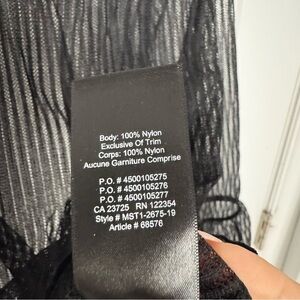 Body: 100% Nylon
Exclusive Of Trim
Corps: 100% Nylon
Aucune Garniture Comprise
P.O. # 4500105275
P.O. # 4500105276
P.O. # 4500105277
CA 23725 RN 122354
Style # MST1-2675-19
Article # 68576